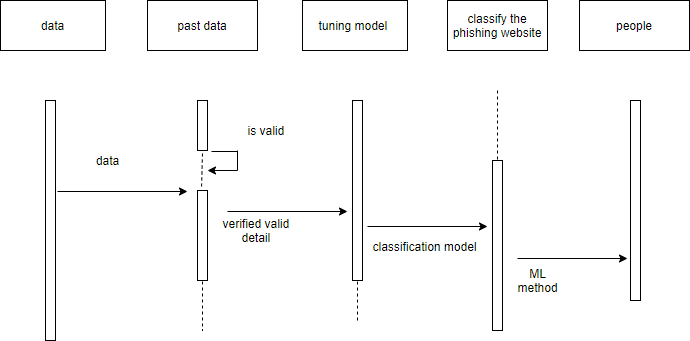 data
past data
tuning model
classify the
phishing website
people
is valid
data
verified valid
detail
classification model
ML
method